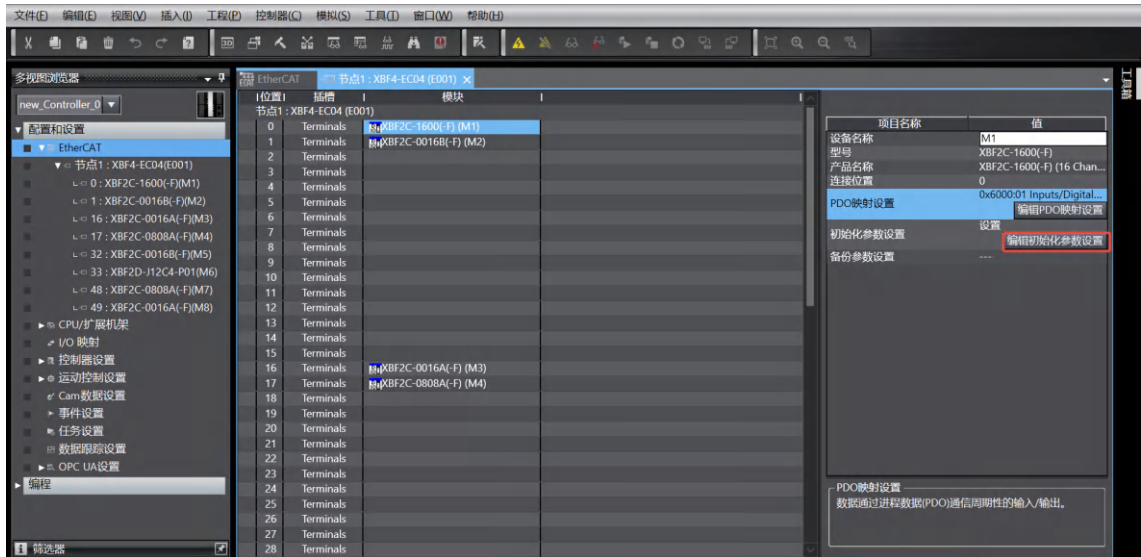 文件(F) 编辑(E) 视图(V) 插入(I) 工程(P) 控制器(C) 模拟(S) 工具(T) 窗口(W) 帮助(H)
多视图浏览器
new_Controller_0
配置和设置
EtherCAT
节点1 : XBF4-EC04(E001)
0 : XBF2C-1600(-F)(M1)
1 : XBF2C-0016B(-F)(M2)
16 : XBF2C-0016A(-F)(M3)
17 : XBF2C-0808A(-F)(M4)
32 : XBF2C-0016B(-F)(M5)
33 : XBF2D-J12C4-P01(M6)
48 : XBF2C-0808A(-F)(M7)
49 : XBF2C-0016A(-F)(M8)
CPU/扩展机架
I/O 映射
控制器设置
运动控制设置
Cam数据设置
事件设置
任务设置
数据跟踪设置
OPC UA设置
编程
筛选器
EtherCAT 节点1 : XBF4-EC04 (E001)
位置 插槽 模块
节点1 : XBF4-EC04 (E001)
0 Terminals XBF2C-1600(-F) (M1)
1 Terminals XBF2C-0016B(-F) (M2)
2 Terminals
3 Terminals
4 Terminals
5 Terminals
6 Terminals
7 Terminals
8 Terminals
9 Terminals
10 Terminals
11 Terminals
12 Terminals
13 Terminals
14 Terminals
15 Terminals
16 Terminals XBF2C-0016A(-F) (M3)
17 Terminals XBF2C-0808A(-F) (M4)
18 Terminals
19 Terminals
20 Terminals
21 Terminals
22 Terminals
23 Terminals
24 Terminals
25 Terminals
26 Terminals
27 Terminals
28 Terminals
项目名称 值
设备名称 M1
型号 XBF2C-1600(-F)
产品名称 XBF2C-1600(-F) (16 Chan...
连接位置 0
PDO映射设置 0x6000:01 Inputs/Digital...
编辑PDO映射设置
初始化参数设置 设置
编辑初始化参数设置
备份参数设置 ---
PDO映射设置
数据通过进程数据(PDO)通信周期性的输入/输出。
工具箱